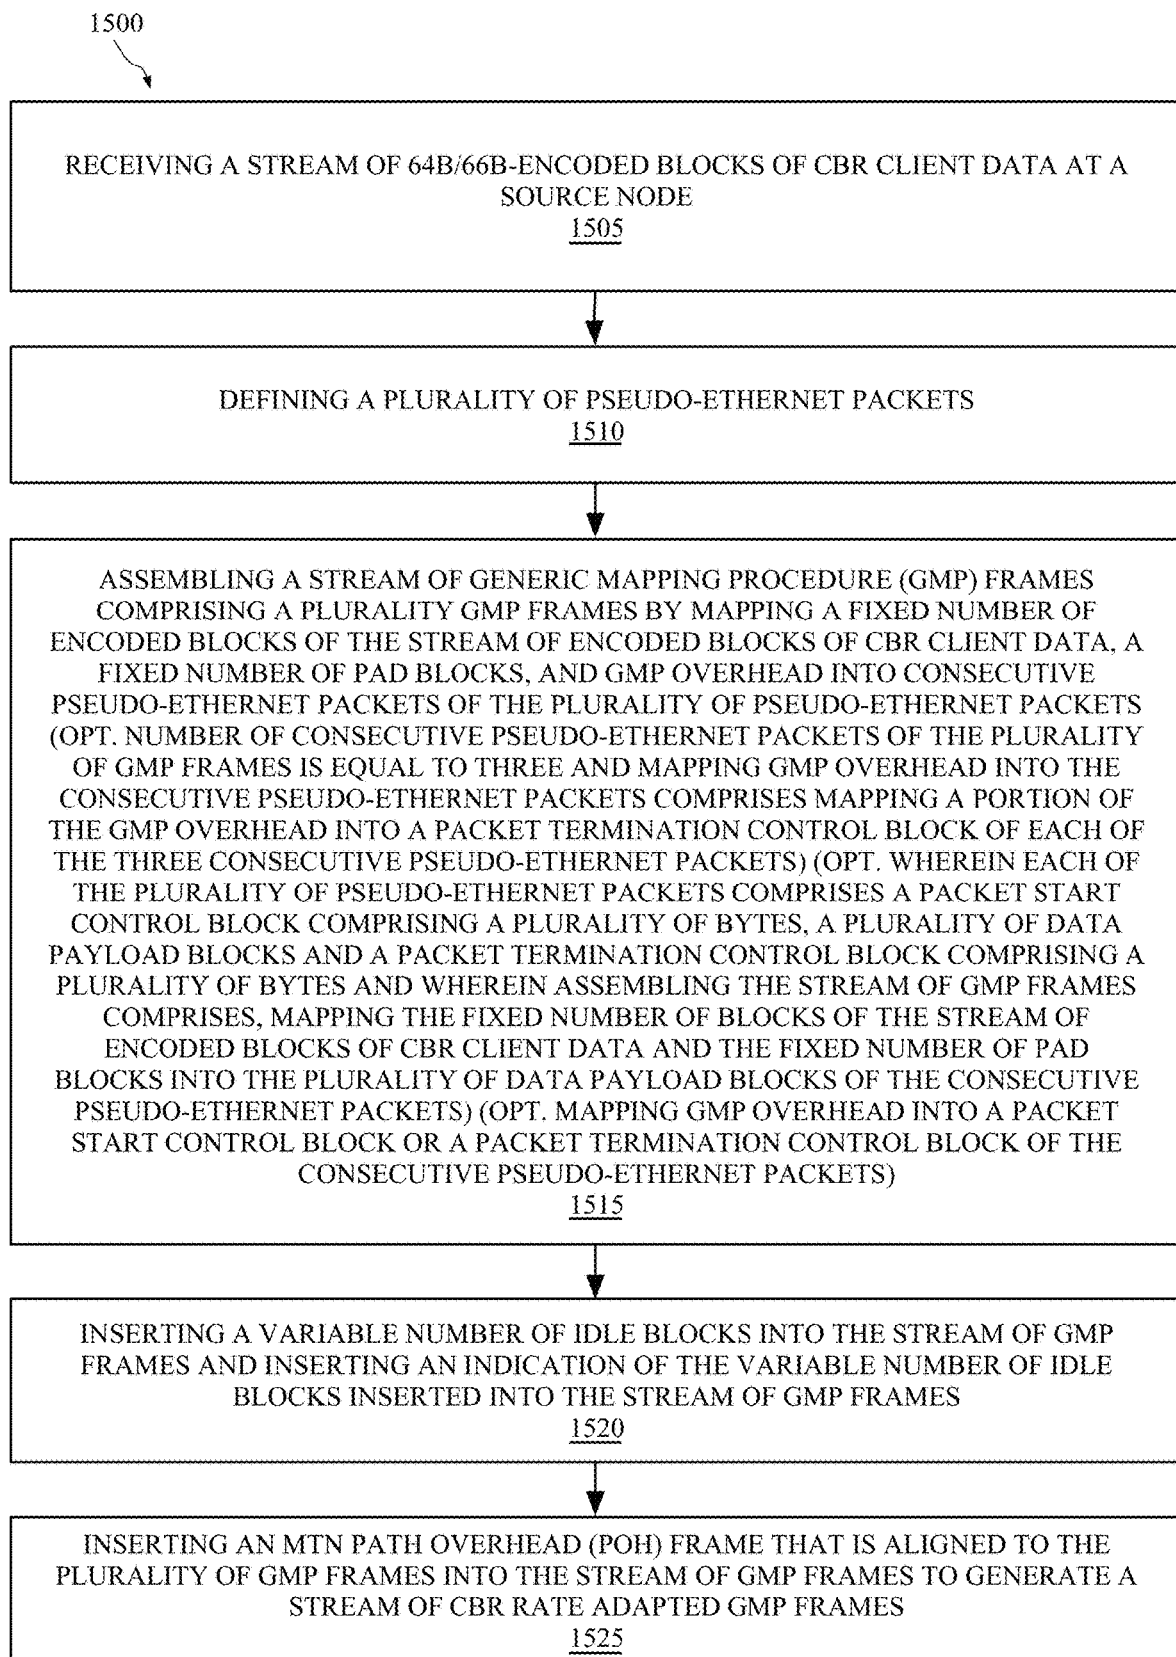 1500
RECEIVING A STREAM OF 64B/66B-ENCODED BLOCKS OF CBR CLIENT DATA AT A
SOURCE NODE
1505
DEFINING A PLURALITY OF PSEUDO-ETHERNET PACKETS
1510
ASSEMBLING A STREAM OF GENERIC MAPPING PROCEDURE (GMP) FRAMES
COMPRISING A PLURALITY GMP FRAMES BY MAPPING A FIXED NUMBER OF
ENCODED BLOCKS OF THE STREAM OF ENCODED BLOCKS OF CBR CLIENT DATA, A
FIXED NUMBER OF PAD BLOCKS, AND GMP OVERHEAD INTO CONSECUTIVE
PSEUDO-ETHERNET PACKETS OF THE PLURALITY OF PSEUDO-ETHERNET PACKETS
(OPT. NUMBER OF CONSECUTIVE PSEUDO-ETHERNET PACKETS OF THE PLURALITY
OF GMP FRAMES IS EQUAL TO THREE AND MAPPING GMP OVERHEAD INTO THE
CONSECUTIVE PSEUDO-ETHERNET PACKETS COMPRISES MAPPING A PORTION OF
THE GMP OVERHEAD INTO A PACKET TERMINATION CONTROL BLOCK OF EACH OF
THE THREE CONSECUTIVE PSEUDO-ETHERNET PACKETS) (OPT. WHEREIN EACH OF
THE PLURALITY OF PSEUDO-ETHERNET PACKETS COMPRISES A PACKET START
CONTROL BLOCK COMPRISING A PLURALITY OF BYTES, A PLURALITY OF DATA
PAYLOAD BLOCKS AND A PACKET TERMINATION CONTROL BLOCK COMPRISING A
PLURALITY OF BYTES AND WHEREIN ASSEMBLING THE STREAM OF GMP FRAMES
COMPRISES, MAPPING THE FIXED NUMBER OF BLOCKS OF THE STREAM OF
ENCODED BLOCKS OF CBR CLIENT DATA AND THE FIXED NUMBER OF PAD
BLOCKS INTO THE PLURALITY OF DATA PAYLOAD BLOCKS OF THE CONSECUTIVE
PSEUDO-ETHERNET PACKETS) (OPT. MAPPING GMP OVERHEAD INTO A PACKET
START CONTROL BLOCK OR A PACKET TERMINATION CONTROL BLOCK OF THE
CONSECUTIVE PSEUDO-ETHERNET PACKETS)
1515
INSERTING A VARIABLE NUMBER OF IDLE BLOCKS INTO THE STREAM OF GMP
FRAMES AND INSERTING AN INDICATION OF THE VARIABLE NUMBER OF IDLE
BLOCKS INSERTED INTO THE STREAM OF GMP FRAMES
1520
INSERTING AN MTN PATH OVERHEAD (POH) FRAME THAT IS ALIGNED TO THE
PLURALITY OF GMP FRAMES INTO THE STREAM OF GMP FRAMES TO GENERATE A
STREAM OF CBR RATE ADAPTED GMP FRAMES
1525